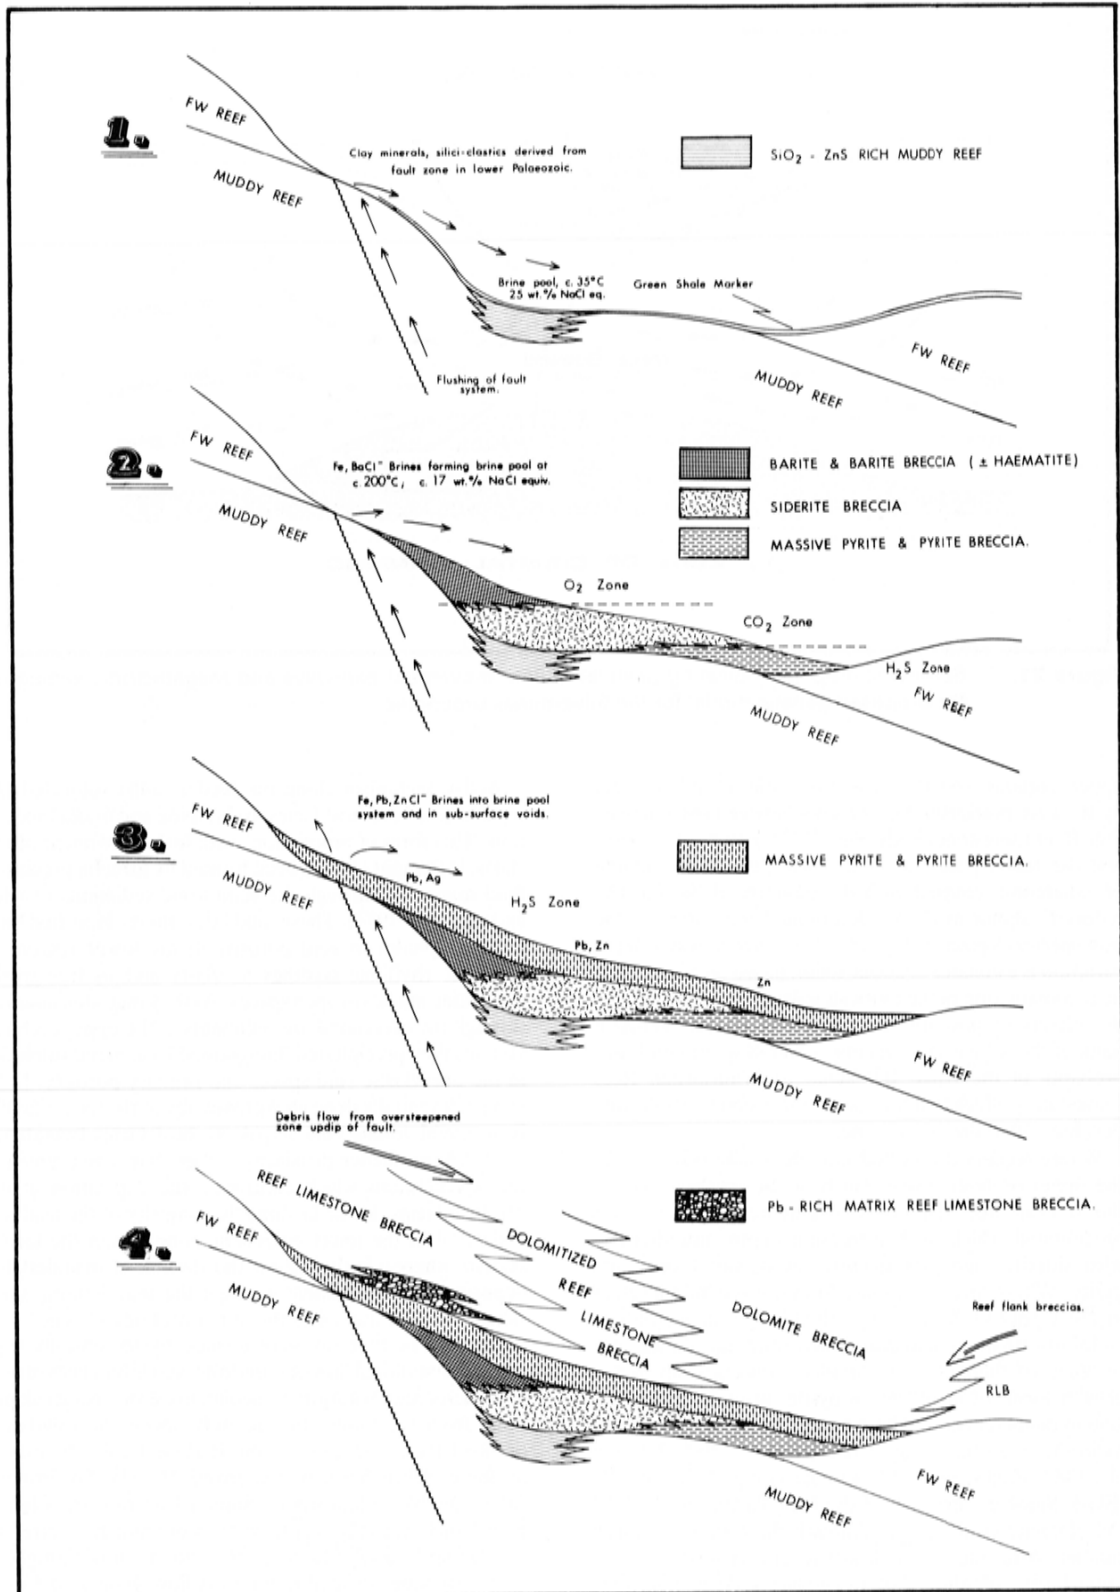 1.
FW REEF
MUDDY REEF
Clay minerals, silici-clastics derived from
fault zone in lower Palaeozoic.
SiO2 - ZnS RICH MUDDY REEF
Brine pool, c. 35°C
25 wt.% NaCl eq.
Green Shale Marker
Flushing of fault
system.
FW REEF
MUDDY REEF
2.
FW REEF
MUDDY REEF
Fe, BaCl⁻ Brines forming brine pool at
c. 200°C, c. 17 wt.% NaCl equiv.
BARITE & BARITE BRECCIA ( ± HAEMATITE)
SIDERITE BRECCIA
MASSIVE PYRITE & PYRITE BRECCIA.
O2 Zone
CO2 Zone
H2S Zone
FW REEF
MUDDY REEF
3.
FW REEF
MUDDY REEF
Fe, Pb, ZnCl⁻ Brines into brine pool
system and in sub-surface voids.
MASSIVE PYRITE & PYRITE BRECCIA.
Pb, Ag
H2S Zone
Pb, Zn
Zn
FW REEF
MUDDY REEF
Debris flow from oversteepened
zone updip of fault.
4.
REEF LIMESTONE BRECCIA
FW REEF
MUDDY REEF
Pb - RICH MATRIX REEF LIMESTONE BRECCIA.
DOLOMITIZED
REEF
LIMESTONE
BRECCIA
DOLOMITE BRECCIA
Reef flank breccias.
RLB
FW REEF
MUDDY REEF